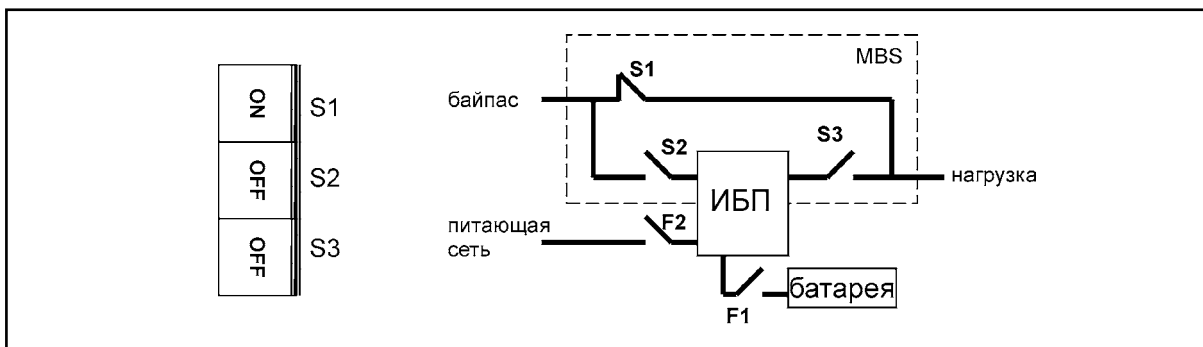 ON
S1
OFF
S2
OFF
S3
MBS
S1
байпас
S2
S3
ИБП
нагрузка
F2
питающая
сеть
батарея
F1